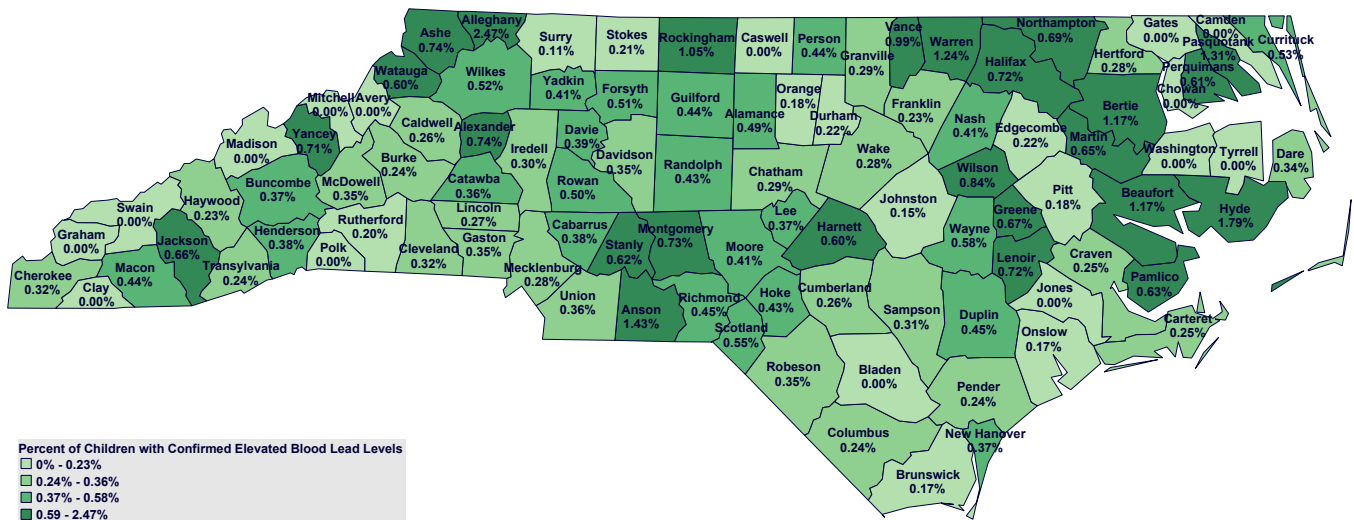 Ashe
0.74%
Alleghany
2.47%
Surry
0.11%
Stokes
0.21%
Rockingham
1.05%
Caswell
0.00%
Person
0.44%
Granville
0.29%
Vance
0.99%
Warren
1.24%
Northampton
0.69%
Halifax
0.72%
Hertford
0.28%
Gates
0.00%
Camden
0.00%
Pasquotank
1.31%
Currituck
0.53%
Perquimans
0.61%
Chowan
0.00%
Watauga
0.60%
Wilkes
0.52%
Yadkin
0.41%
Forsyth
0.51%
Guilford
0.44%
Alamance
0.49%
Orange
0.18%
Durham
0.22%
Franklin
0.23%
Nash
0.41%
Edgecombe
0.22%
Bertie
1.17%
Martin
0.65%
Washington
0.00%
Tyrrell
0.00%
Dare
0.34%
Mitchell
0.00%
Avery
0.00%
Caldwell
0.26%
Alexander
0.74%
Iredell
0.30%
Davie
0.39%
Davidson
0.35%
Randolph
0.43%
Chatham
0.29%
Wake
0.28%
Wilson
0.84%
Pitt
0.18%
Beaufort
1.17%
Hyde
1.79%
Yancey
0.71%
Madison
0.00%
Burke
0.24%
McDowell
0.35%
Catawba
0.36%
Rowan
0.50%
Lee
0.37%
Johnston
0.15%
Greene
0.67%
Wayne
0.58%
Buncombe
0.37%
Haywood
0.23%
Swain
0.00%
Graham
0.00%
Jackson
0.66%
Henderson
0.38%
Rutherford
0.20%
Polk
0.00%
Cleveland
0.32%
Lincoln
0.27%
Gaston
0.35%
Cabarrus
0.38%
Stanly
0.62%
Montgomery
0.73%
Moore
0.41%
Harnett
0.60%
Lenoir
0.72%
Craven
0.25%
Pamlico
0.63%
Cherokee
0.32%
Macon
0.44%
Clay
0.00%
Transylvania
0.24%
Mecklenburg
0.28%
Union
0.36%
Anson
1.43%
Richmond
0.45%
Hoke
0.43%
Cumberland
0.26%
Sampson
0.31%
Duplin
0.45%
Jones
0.00%
Onslow
0.17%
Carteret
0.25%
Scotland
0.55%
Robeson
0.35%
Bladen
0.00%
Pender
0.24%
Columbus
0.24%
New Hanover
0.37%
Brunswick
0.17%
Percent of Children with Confirmed Elevated Blood Lead Levels
0% - 0.23%
0.24% - 0.36%
0.37% - 0.58%
0.59 - 2.47%